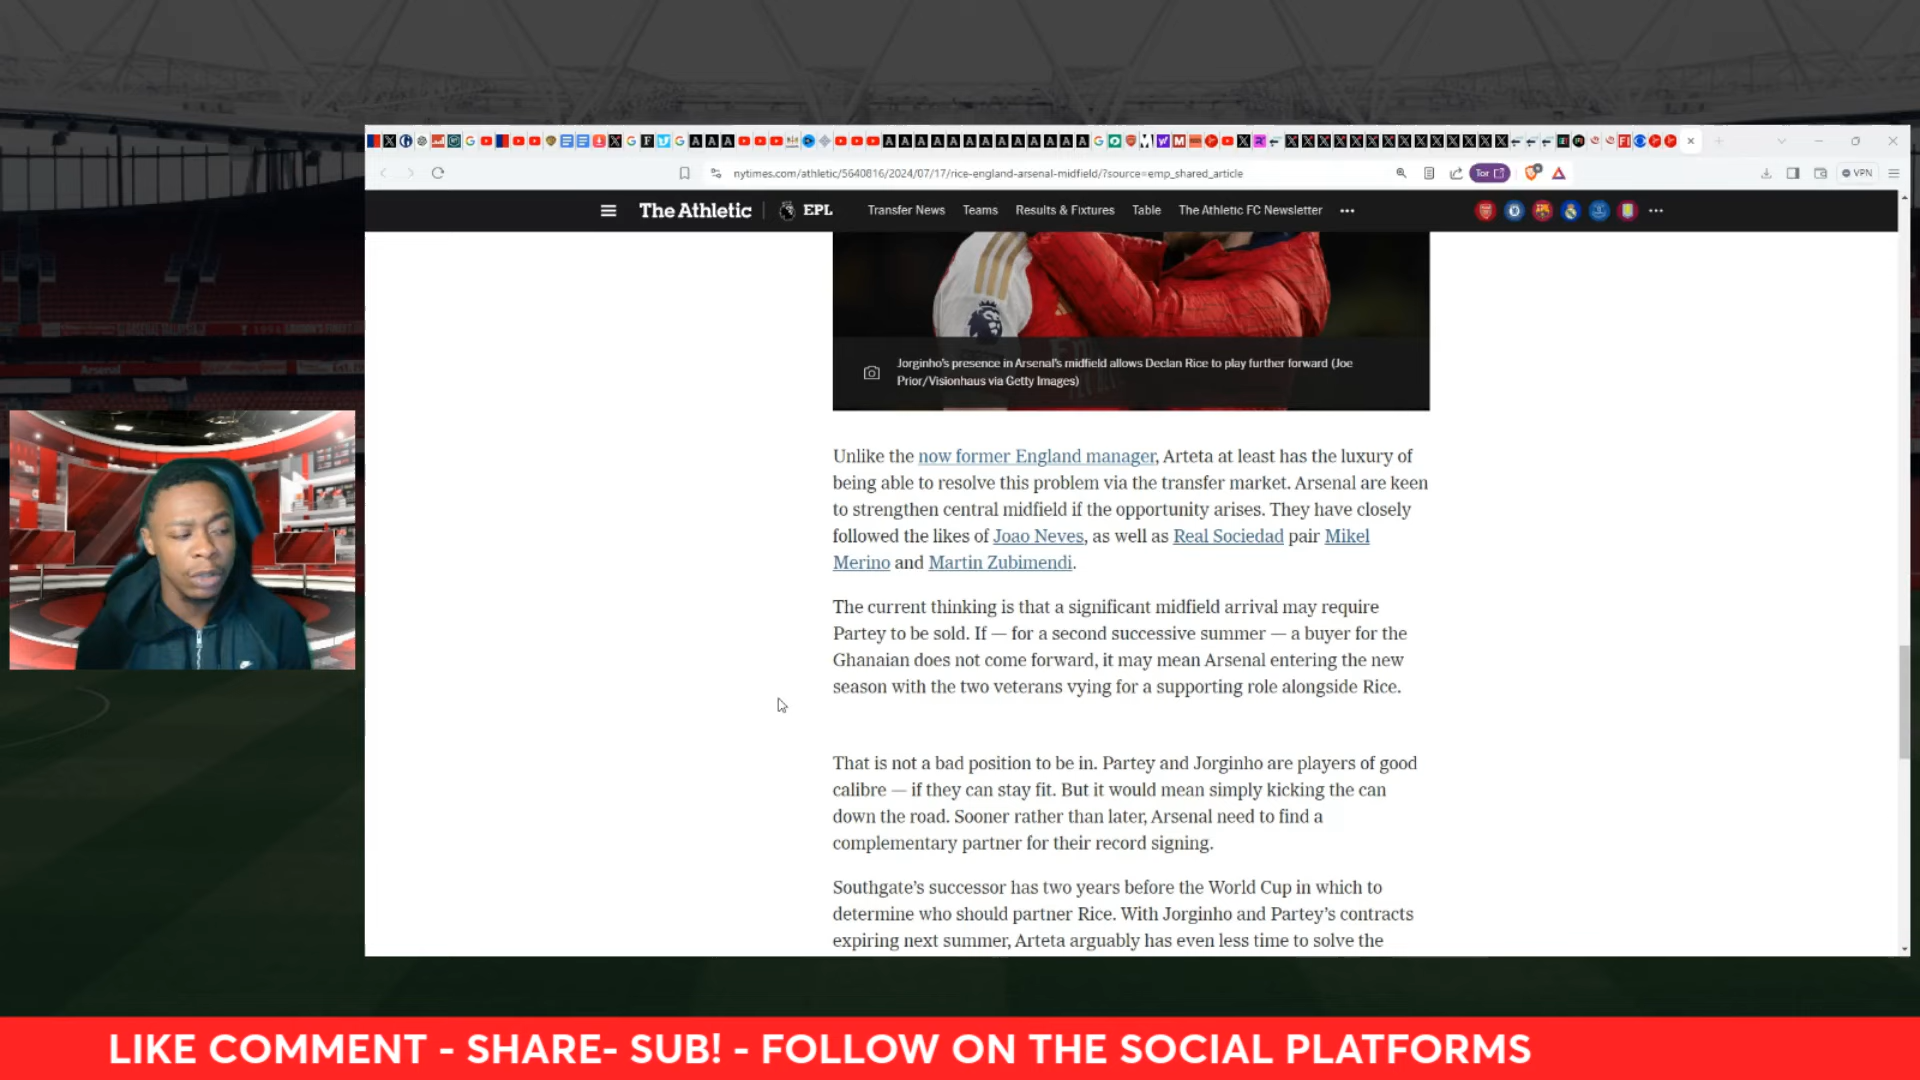 nytimes.com/athletic/5640816/2024/07/17/rice-england-arsenal-midfield/?source=emp_shared_article
Tor
VPN
The Athletic
EPL
Transfer News
Teams
Results & Fixtures
Table
The Athletic FC Newsletter
Arsenal
Jorginho's presence in Arsenal's midfield allows Declan Rice to play further forward (Joe
Prior/Visionhaus via Getty Images)
Unlike the now former England manager, Arteta at least has the luxury of
being able to resolve this problem via the transfer market. Arsenal are keen
to strengthen central midfield if the opportunity arises. They have closely
followed the likes of Joao Neves, as well as Real Sociedad pair Mikel
Merino and Martin Zubimendi.
The current thinking is that a significant midfield arrival may require
Partey to be sold. If — for a second successive summer — a buyer for the
Ghanaian does not come forward, it may mean Arsenal entering the new
season with the two veterans vying for a supporting role alongside Rice.
That is not a bad position to be in. Partey and Jorginho are players of good
calibre — if they can stay fit. But it would mean simply kicking the can
down the road. Sooner rather than later, Arsenal need to find a
complementary partner for their record signing.
Southgate's successor has two years before the World Cup in which to
determine who should partner Rice. With Jorginho and Partey's contracts
expiring next summer, Arteta arguably has even less time to solve the
LIKE COMMENT - SHARE- SUB! - FOLLOW ON THE SOCIAL PLATFORMS